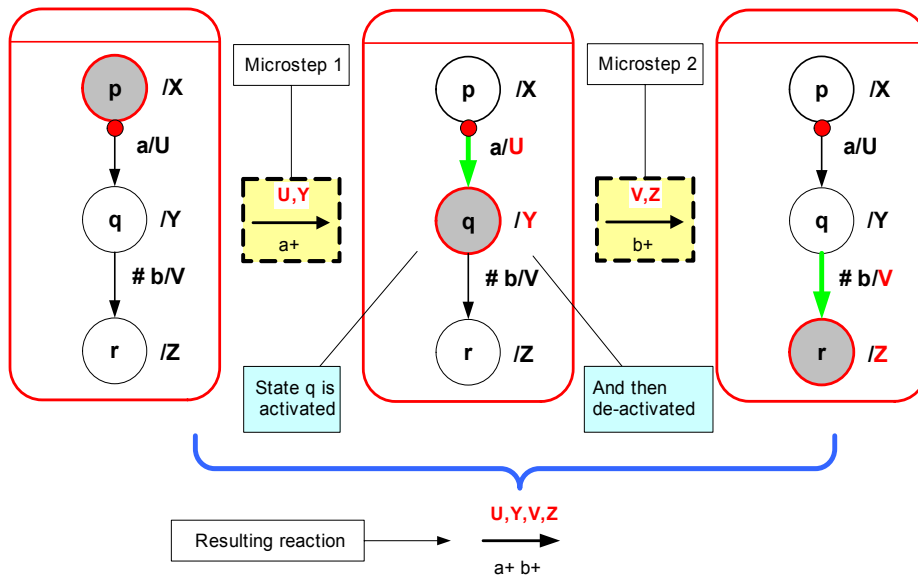 p /X
a/U
q /Y
# b/V
r /Z
Microstep 1
U,Y
a+
State q is
activated
p /X
a/U
q /Y
# b/V
r /Z
Microstep 2
V,Z
b+
And then
de-activated
p /X
a/U
q /Y
# b/V
r /Z
Resulting reaction
U,Y,V,Z
a+ b+